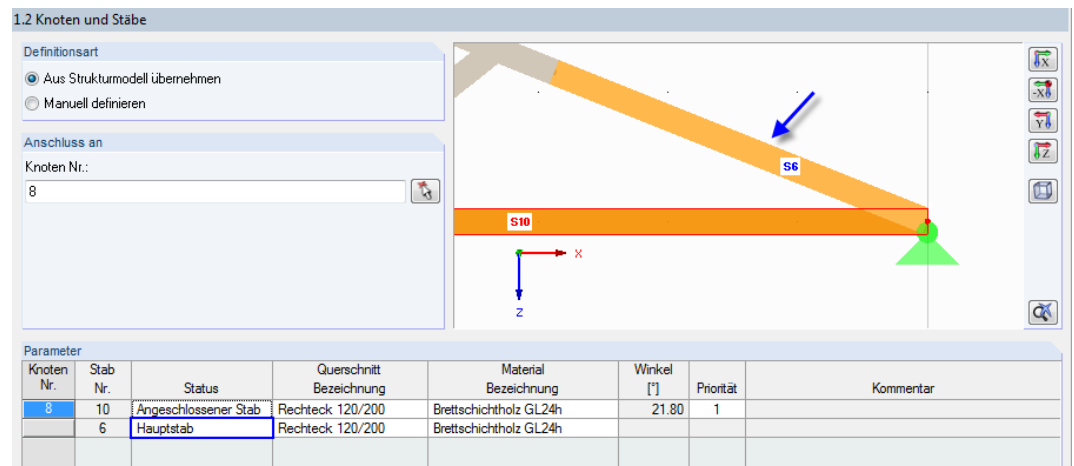 1.2 Knoten und Stäbe
Definitionsart
Aus Strukturmodell übernehmen
Manuell definieren
Anschluss an
Knoten Nr.:
8
S6
S10
X
Z
X
-X
Y
Z
Parameter
Knoten Nr. Stab Nr. Status Querschnitt Bezeichnung Material Bezeichnung Winkel [°] Priorität Kommentar
8 10 Angeschlossener Stab Rechteck 120/200 Brettschichtholz GL24h 21.80 1
6 Hauptstab Rechteck 120/200 Brettschichtholz GL24h